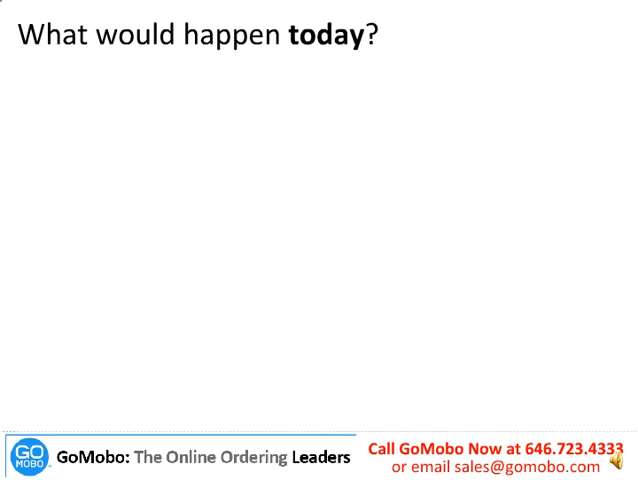 What would happen today?
GO
MOBO
GoMobo: The Online Ordering Leaders
Call GoMobo Now at 646.723.4333
or email sales@gomobo.com